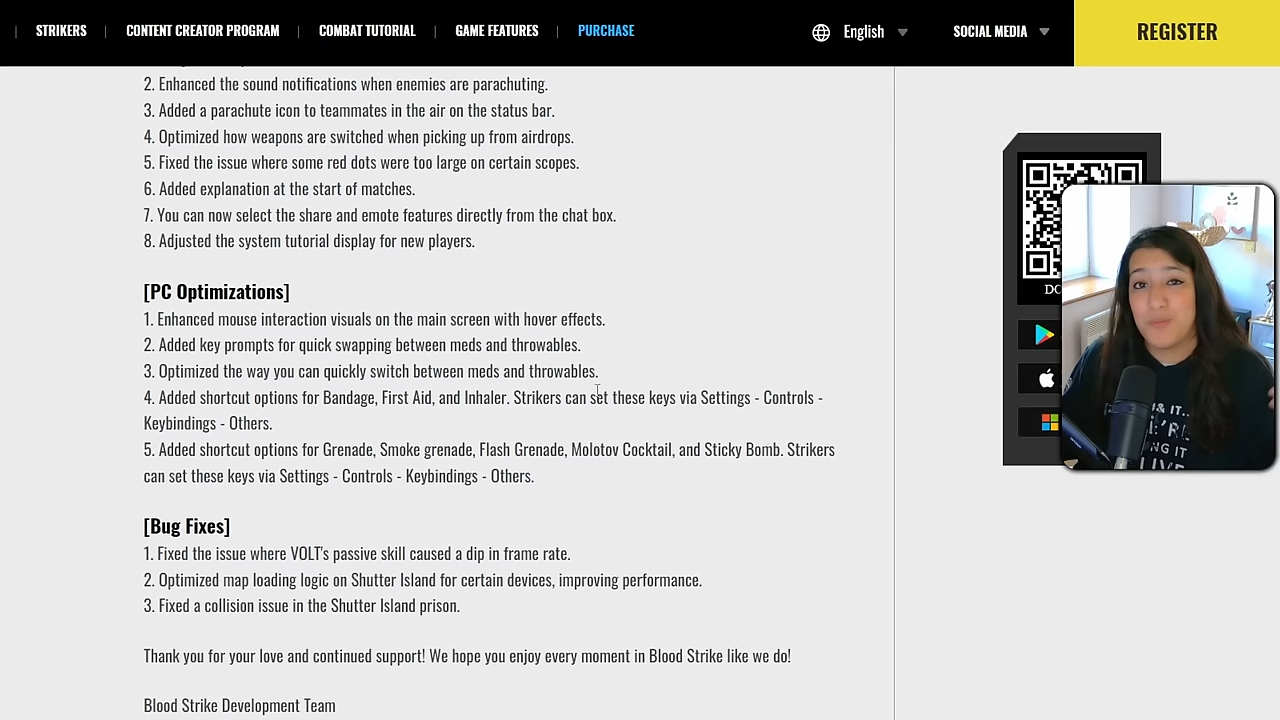 STRIKERS
CONTENT CREATOR PROGRAM
COMBAT TUTORIAL
GAME FEATURES
PURCHASE
English
SOCIAL MEDIA
REGISTER
2. Enhanced the sound notifications when enemies are parachuting.
3. Added a parachute icon to teammates in the air on the status bar.
4. Optimized how weapons are switched when picking up from airdrops.
5. Fixed the issue where some red dots were too large on certain scopes.
6. Added explanation at the start of matches.
7. You can now select the share and emote features directly from the chat box.
8. Adjusted the system tutorial display for new players.
[PC Optimizations]
1. Enhanced mouse interaction visuals on the main screen with hover effects.
2. Added key prompts for quick swapping between meds and throwables.
3. Optimized the way you can quickly switch between meds and throwables.
4. Added shortcut options for Bandage, First Aid, and Inhaler. Strikers can set these keys via Settings - Controls -
Keybindings - Others.
5. Added shortcut options for Grenade, Smoke grenade, Flash Grenade, Molotov Cocktail, and Sticky Bomb. Strikers
can set these keys via Settings - Controls - Keybindings - Others.
[Bug Fixes]
1. Fixed the issue where VOLT's passive skill caused a dip in frame rate.
2. Optimized map loading logic on Shutter Island for certain devices, improving performance.
3. Fixed a collision issue in the Shutter Island prison.
Thank you for your love and continued support! We hope you enjoy every moment in Blood Strike like we do!
Blood Strike Development Team